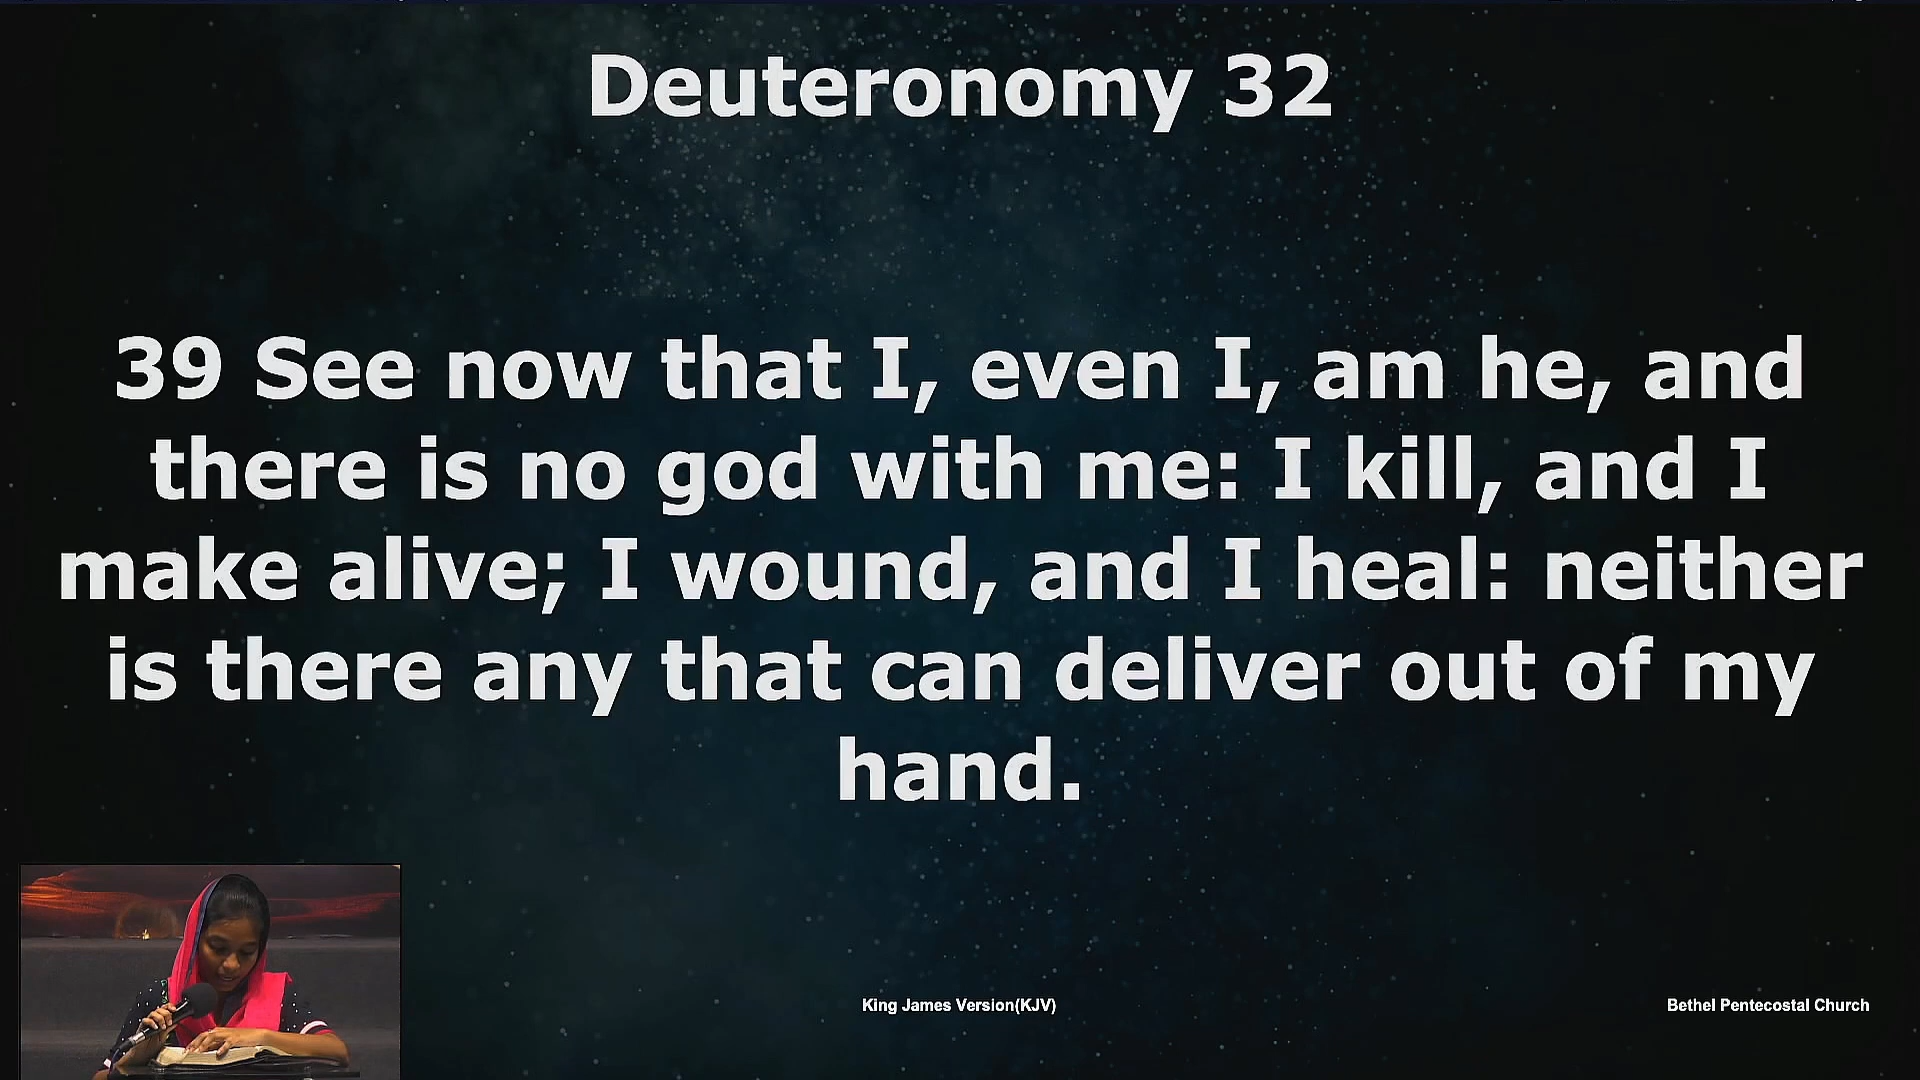 Deuteronomy 32
39 See now that I, even I, am he, and
there is no god with me: I kill, and I
make alive; I wound, and I heal: neither
is there any that can deliver out of my
hand.
King James Version(KJV)
Bethel Pentecostal Church